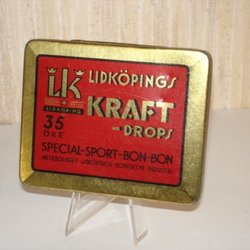 LK
LIDKÖPING
35
ÖRE
LIDKÖPINGS
KRAFT
-DROPS
SPECIAL-SPORT-BON-BON
AKTIEBOLAGET LIDKÖPINGS KONFEKTYR INDUSTRI